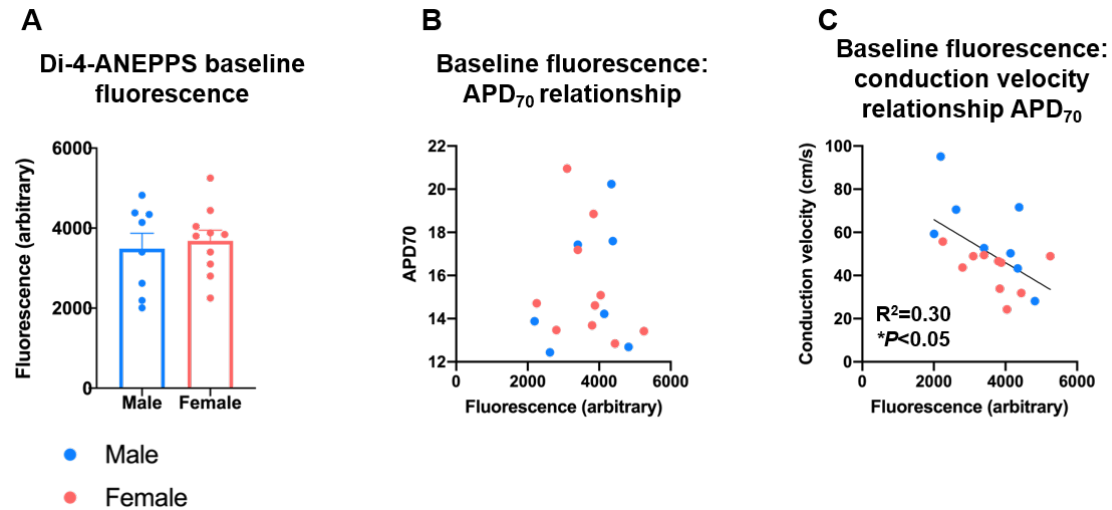 A
Di-4-ANEPPS baseline
fluorescence
Fluorescence (arbitrary)
6000
4000
2000
0
Male
Female
Male
Female
B
Baseline fluorescence:
APD70 relationship
APD70
22
20
18
16
14
12
0
2000
4000
6000
Fluorescence (arbitrary)
C
Baseline fluorescence:
conduction velocity
relationship APD70
Conduction velocity (cm/s)
100
80
60
40
20
0
R²=0.30
*P<0.05
0
2000
4000
6000
Fluorescence (arbitrary)